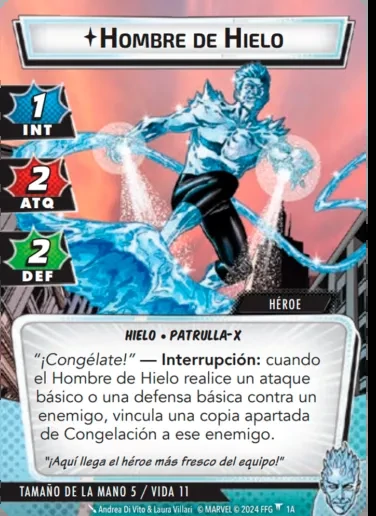 HOMBRE DE HIELO
1
INT
2
ATQ
2
DEF
HÉROE
HIELO • PATRULLA-X
"¡Congélate!" — Interrupción: cuando
el Hombre de Hielo realice un ataque
básico o una defensa básica contra un
enemigo, vincula una copia apartada
de Congelación a ese enemigo.
"¡Aquí llega el héroe más fresco del equipo!"
TAMAÑO DE LA MANO 5 / VIDA 11
Andrea Di Vito & Laura Villari © MARVEL © 2024 FFG 1A